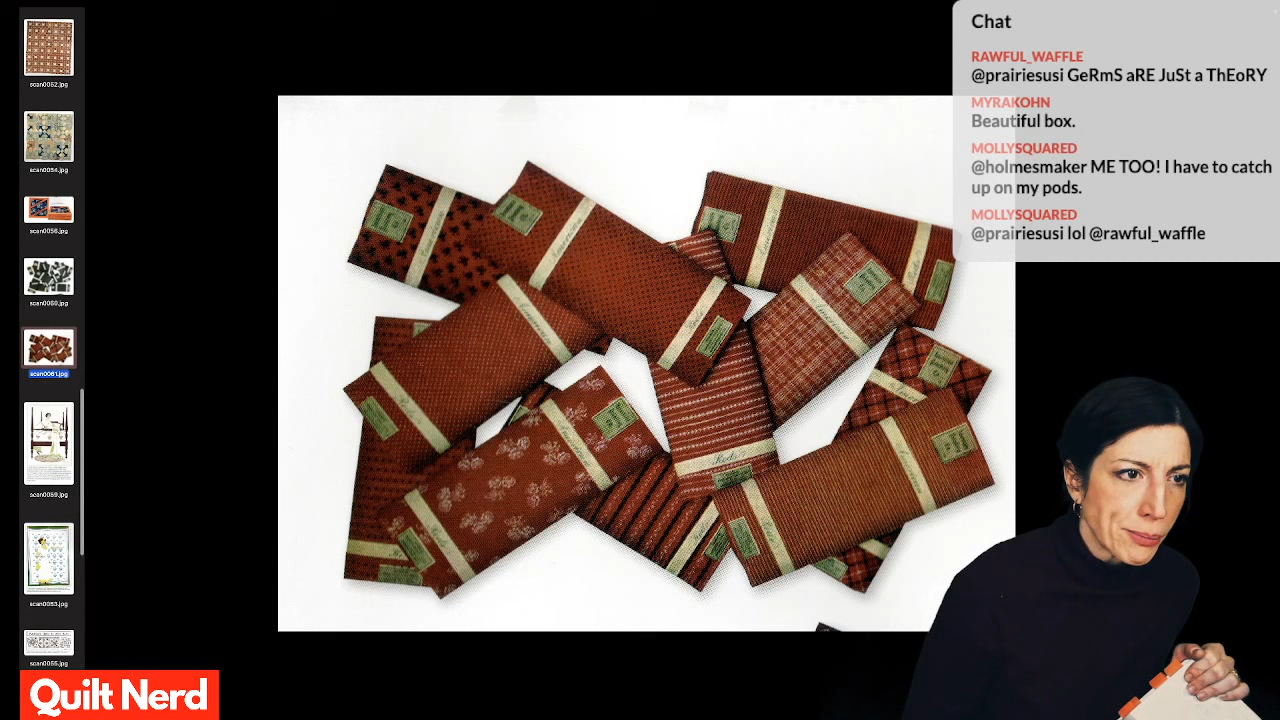 scan0052.jpg
scan0054.jpg
scan0056.jpg
scan0060.jpg
scan0061.jpg
scan0059.jpg
scan0053.jpg
scan0055.jpg
Quilt Nerd
Chat
RAWFUL_WAFFLE
@prairiesusi GeRmS aRE JuSt a ThEoRY
MYRAKOHN
Beautiful box.
MOLLYSQUARED
@holmesmaker ME TOO! I have to catch
up on my pods.
MOLLYSQUARED
@prairiesusi lol @rawful_waffle